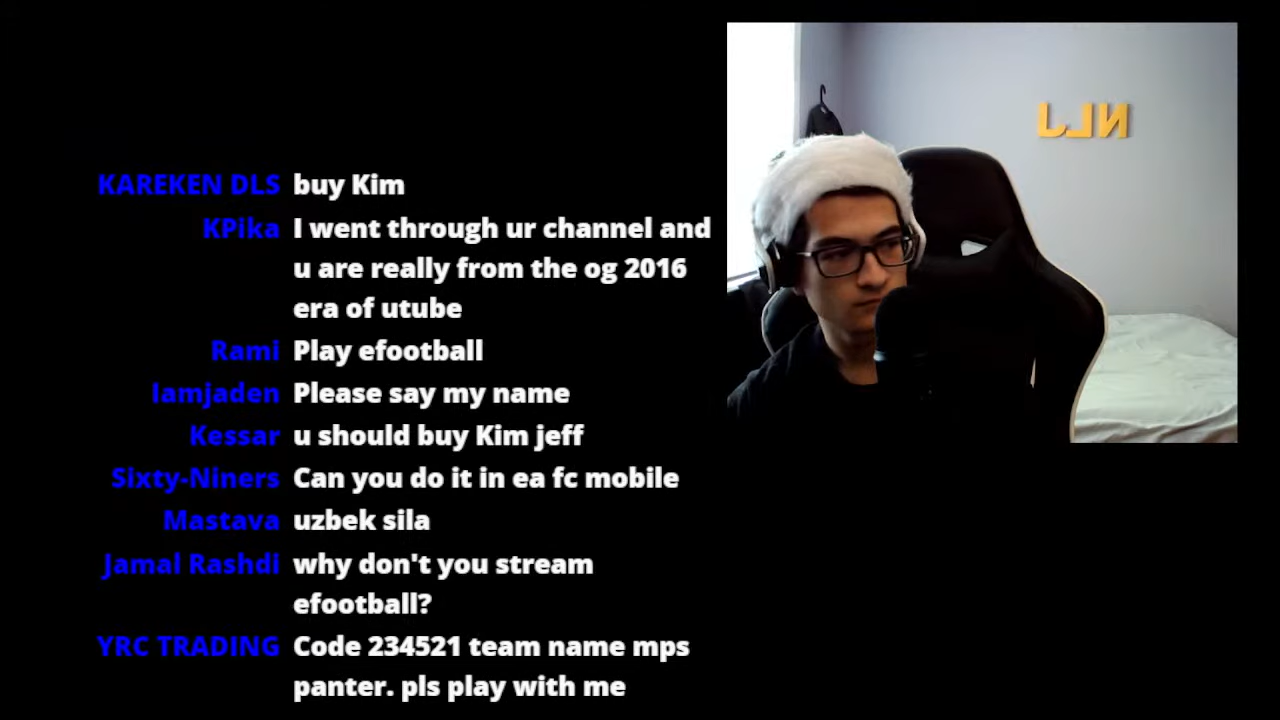 KAREKEN DLS buy Kim
KPika I went through ur channel and
u are really from the og 2016
era of utube
Rami Play efootball
Iamjaden Please say my name
Kessar u should buy Kim jeff
Sixty-Niners Can you do it in ea fc mobile
Mastava uzbek sila
Jamal Rashdi why don't you stream
efootball?
YRC TRADING Code 234521 team name mps
panter. pls play with me
NLJ